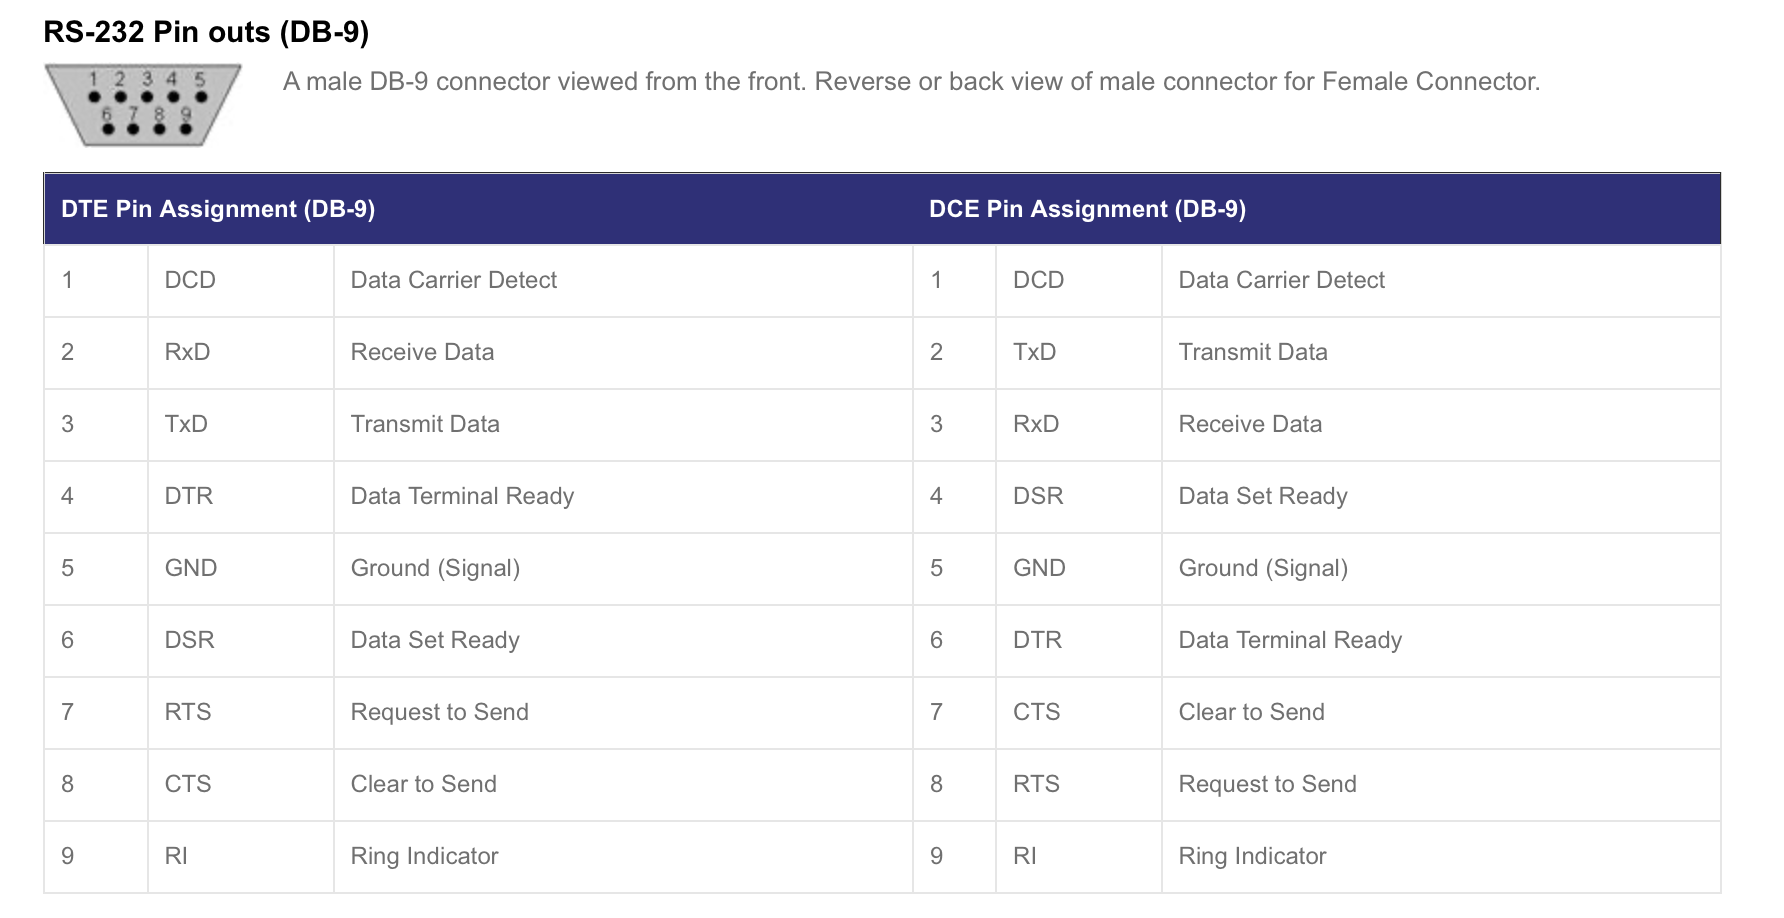 RS-232 Pin outs (DB-9)
1 2 3 4 5
6 7 8 9
A male DB-9 connector viewed from the front. Reverse or back view of male connector for Female Connector.
DTE Pin Assignment (DB-9) DCE Pin Assignment (DB-9)
1 DCD Data Carrier Detect 1 DCD Data Carrier Detect
2 RxD Receive Data 2 TxD Transmit Data
3 TxD Transmit Data 3 RxD Receive Data
4 DTR Data Terminal Ready 4 DSR Data Set Ready
5 GND Ground (Signal) 5 GND Ground (Signal)
6 DSR Data Set Ready 6 DTR Data Terminal Ready
7 RTS Request to Send 7 CTS Clear to Send
8 CTS Clear to Send 8 RTS Request to Send
9 RI Ring Indicator 9 RI Ring Indicator